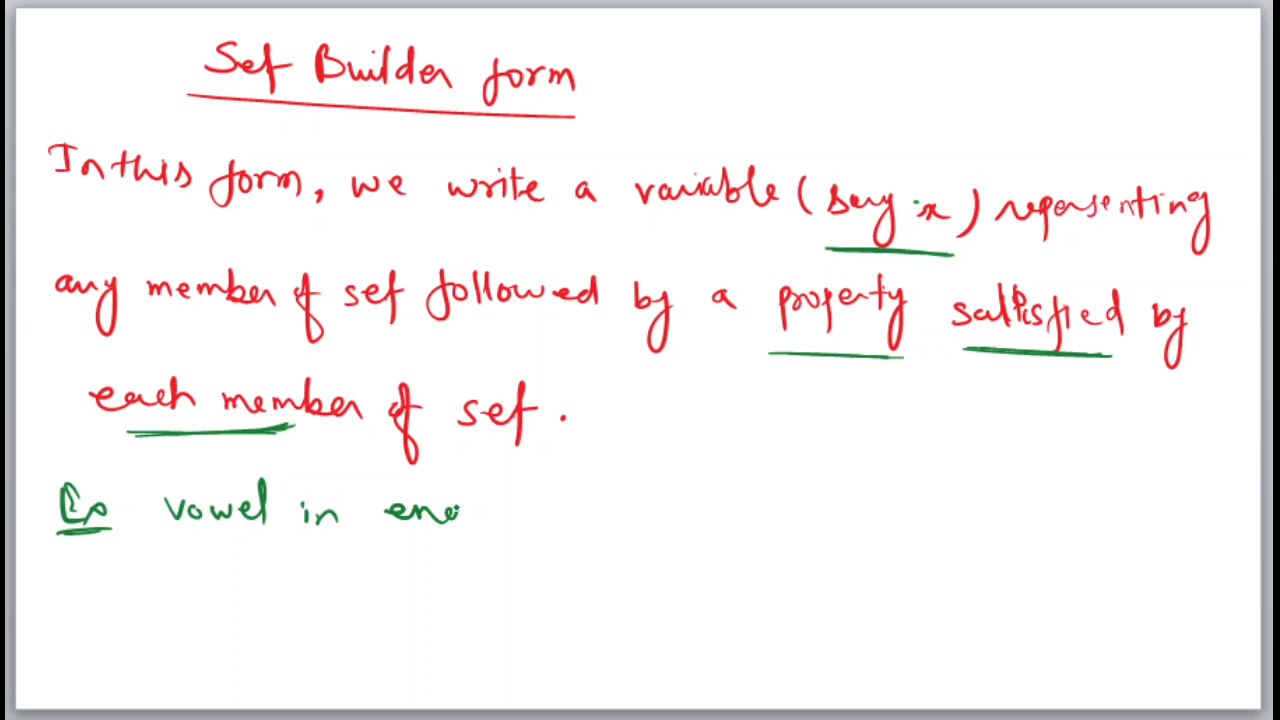 Set Builder form
In this form, we write a variable (say x) representing
any member of set followed by a property satisfied by
each member of set.
Ex vowel in eng